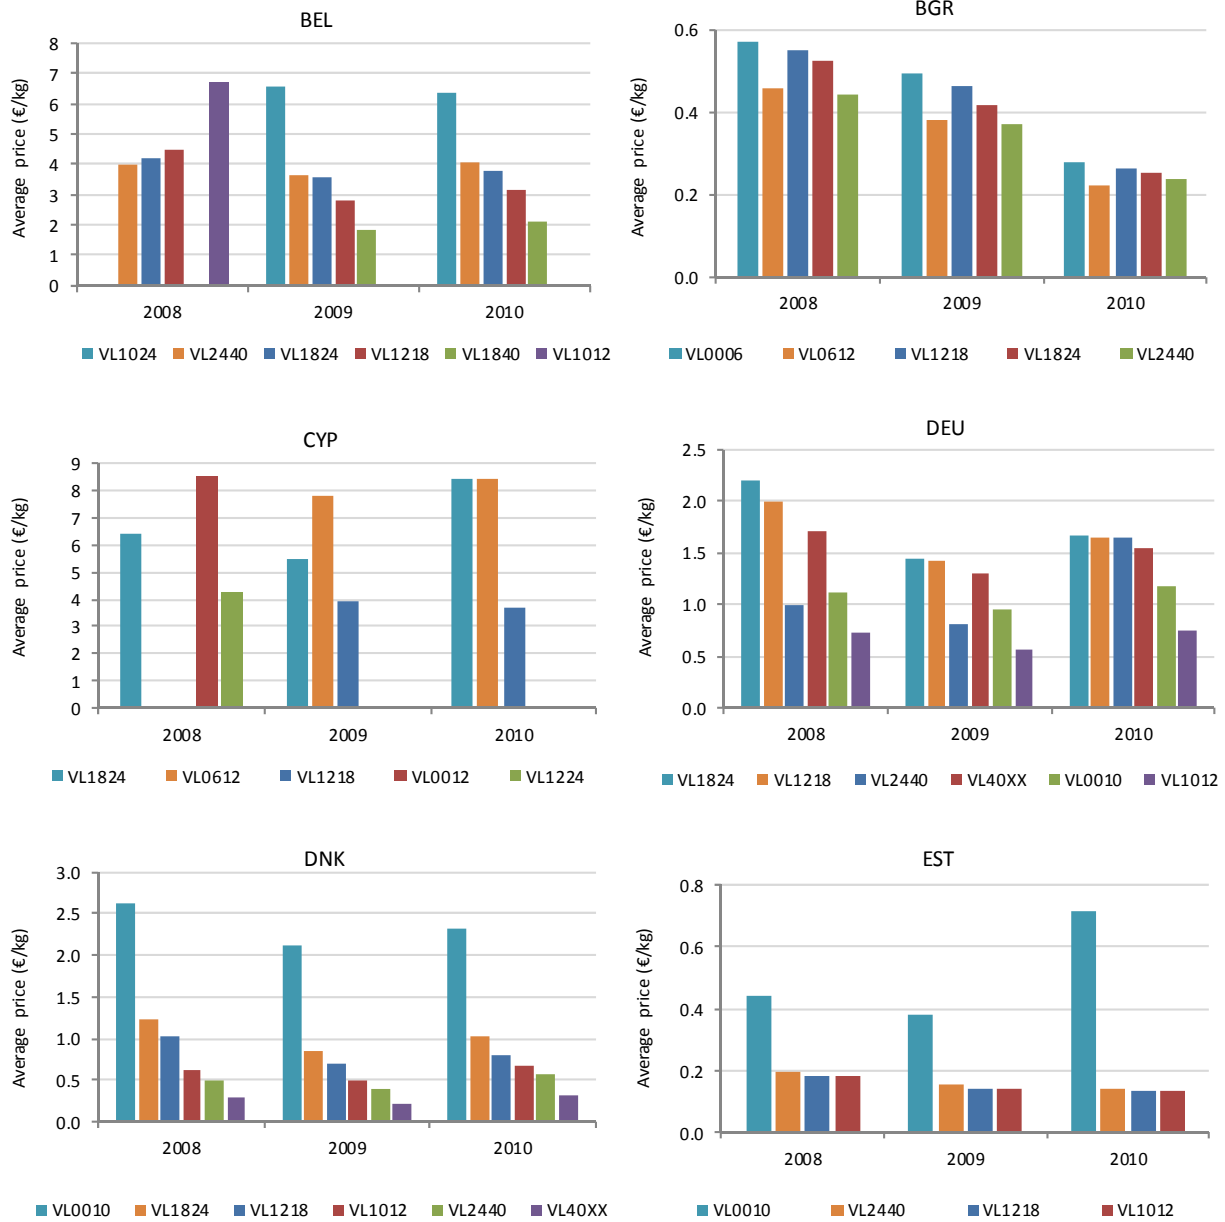 BEL
Average price (€/kg)
8
7
6
5
4
3
2
1
0
2008 2009 2010
VL1024 VL2440 VL1824 VL1218 VL1840 VL1012
BGR
Average price (€/kg)
0.6
0.4
0.2
0.0
2008 2009 2010
VL0006 VL0612 VL1218 VL1824 VL2440
CYP
Average price (€/kg)
9
8
7
6
5
4
3
2
1
0
2008 2009 2010
VL1824 VL0612 VL1218 VL0012 VL1224
DEU
Average price (€/kg)
2.5
2.0
1.5
1.0
0.5
0.0
2008 2009 2010
VL1824 VL1218 VL2440 VL40XX VL0010 VL1012
DNK
Average price (€/kg)
3.0
2.5
2.0
1.5
1.0
0.5
0.0
2008 2009 2010
VL0010 VL1824 VL1218 VL1012 VL2440 VL40XX
EST
Average price (€/kg)
0.8
0.6
0.4
0.2
0.0
2008 2009 2010
VL0010 VL2440 VL1218 VL1012